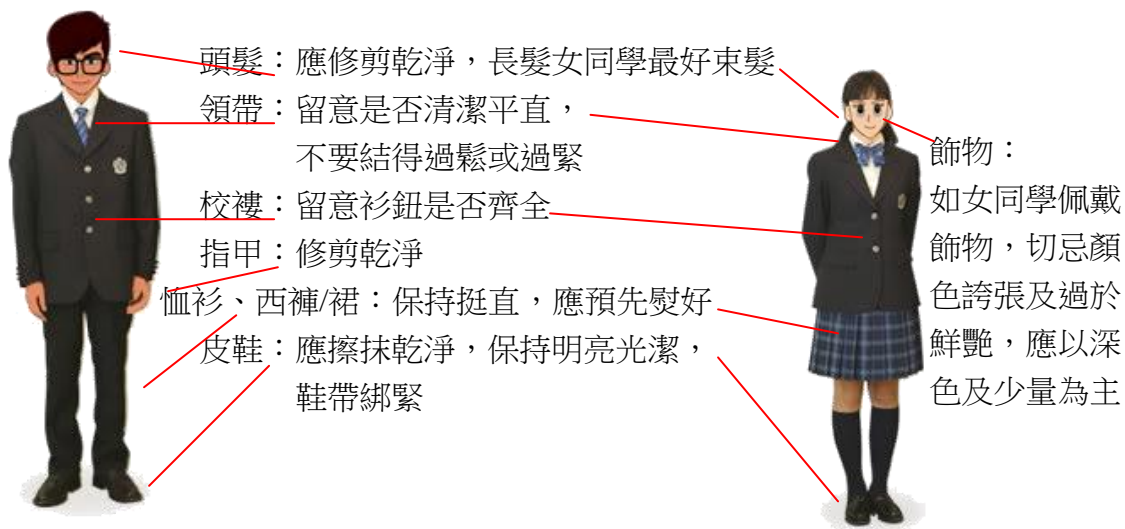 頭髮：應修剪乾淨，長髮女同學最好束髮
領帶：留意是否清潔平直，
不要結得過鬆或過緊
校褸：留意衫鈕是否齊全
指甲：修剪乾淨
恤衫、西褲/裙：保持挺直，應預先熨好
皮鞋：應擦抹乾淨，保持明亮光潔，
鞋帶綁緊
飾物：
如女同學佩戴
飾物，切忌顏
色誇張及過於
鮮艷，應以深
色及少量為主